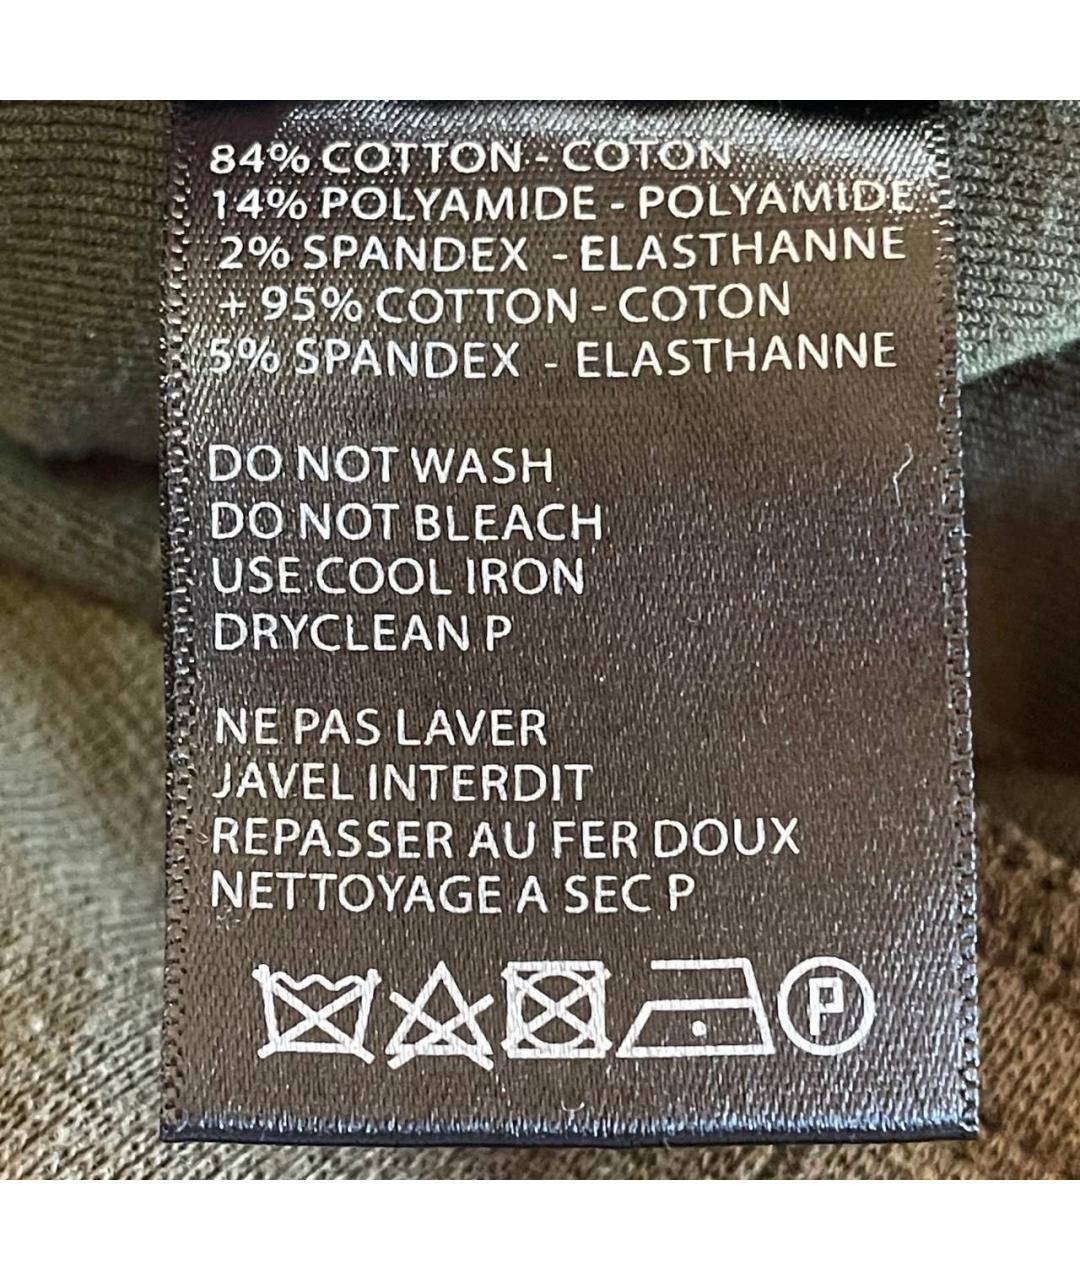 84% COTTON - COTON
14% POLYAMIDE - POLYAMIDE
2% SPANDEX - ELASTHANNE
+ 95% COTTON - COTON
5% SPANDEX - ELASTHANNE
DO NOT WASH
DO NOT BLEACH
USE COOL IRON
DRYCLEAN P
NE PAS LAVER
JAVEL INTERDIT
REPASSER AU FER DOUX
NETTOYAGE A SEC P
P